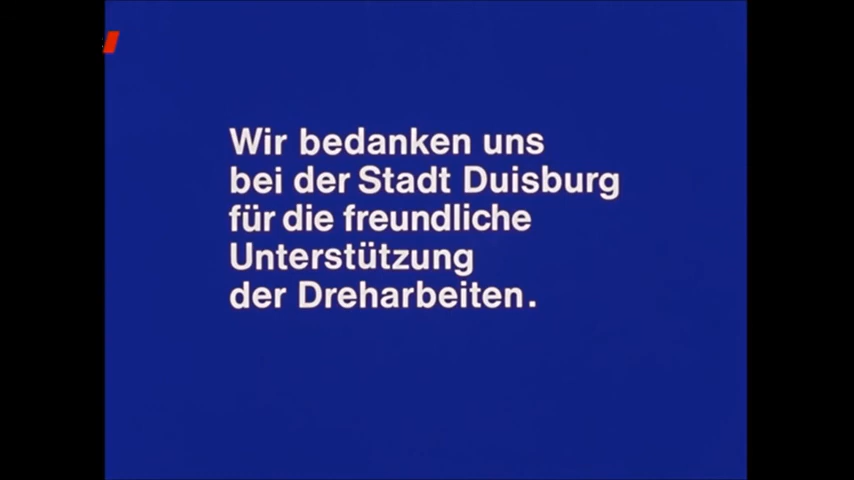 Wir bedanken uns
bei der Stadt Duisburg
für die freundliche
Unterstützung
der Dreharbeiten.